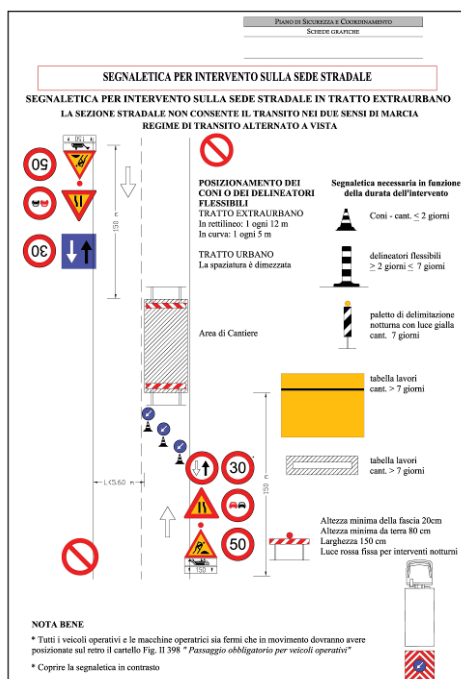 PIANO DI SICUREZZA E COORDINAMENTO
SCHEDE GRAFICHE
SEGNALETICA PER INTERVENTO SULLA SEDE STRADALE
SEGNALETICA PER INTERVENTO SULLA SEDE STRADALE IN TRATTO EXTRAURBANO
LA SEZIONE STRADALE NON CONSENTE IL TRANSITO NEI DUE SENSI DI MARCIA
REGIME DI TRANSITO ALTERNATO A VISTA
150
50
30
150 m
POSIZIONAMENTO DEI
CONI O DEI DELINEATORI
FLESSIBILI
TRATTO EXTRAURBANO
In rettilineo: 1 ogni 12 m
In curva: 1 ogni 5 m
TRATTO URBANO
La spaziatura è dimezzata
Area di Cantiere
Segnaletica necessaria in funzione
della durata dell'intervento
Coni - cant. ≤ 2 giorni
delineatori flessibili
≥ 2 giorni ≤ 7 giorni
paletto di delimitazione
notturna con luce gialla
cant. 7 giorni
tabella lavori
cant. > 7 giorni
tabella lavori
cant. > 7 giorni
L<5.60 m
150 m
30
50
150
Altezza minima della fascia 20cm
Altezza minima da terra 80 cm
Larghezza 150 cm
Luce rossa fissa per interventi notturni
NOTA BENE
* Tutti i veicoli operativi e le macchine operatrici sia fermi che in movimento dovranno avere
posizionate sul retro il cartello Fig. II 398 " Passaggio obbligatorio per veicoli operativi"
* Coprire la segnaletica in contrasto